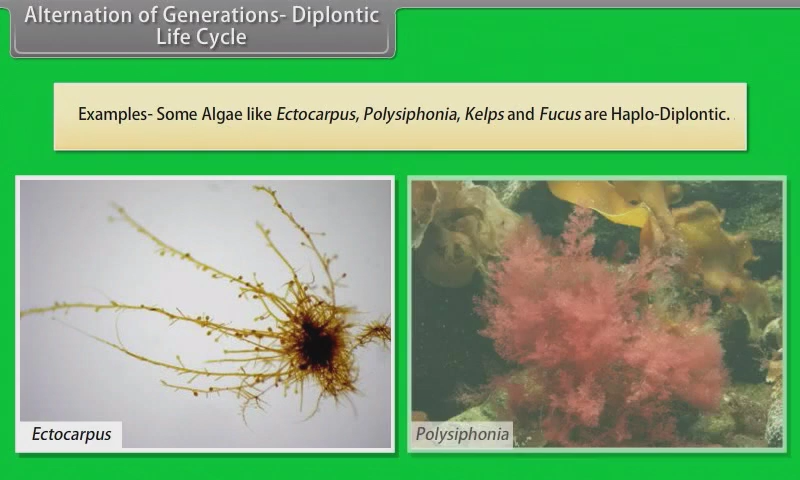 Alternation of Generations- Diplontic
Life Cycle
Examples- Some Algae like Ectocarpus, Polysiphonia, Kelps and Fucus are Haplo-Diplontic.
Ectocarpus
Polysiphonia